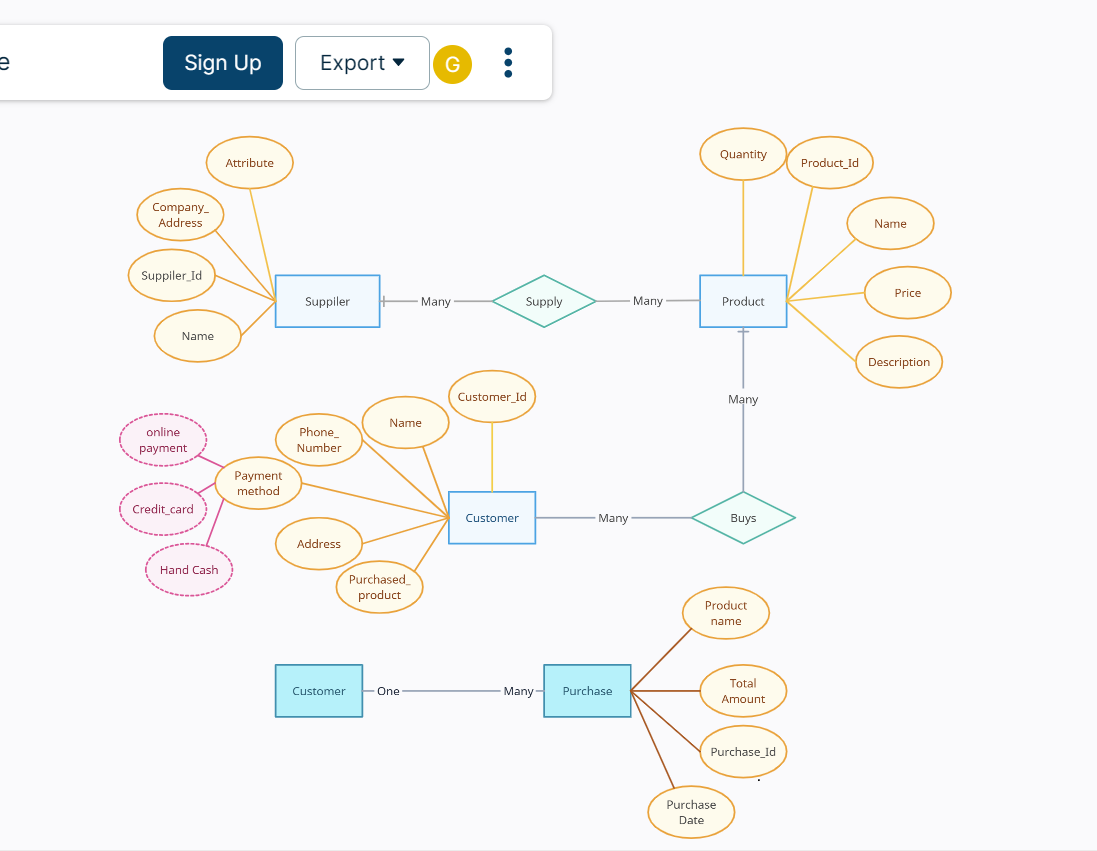 e
Sign Up
Export
G
Attribute
Quantity
Product_Id
Company_
Address
Name
Suppiler_Id
Price
Suppiler
Many
Supply
Many
Product
Name
Description
Many
Customer_Id
Name
Phone_
Number
online
payment
Payment
method
Credit_card
Customer
Many
Buys
Address
Hand Cash
Purchased_
product
Product
name
Customer
One
Many
Purchase
Total
Amount
Purchase_Id
.
Purchase
Date